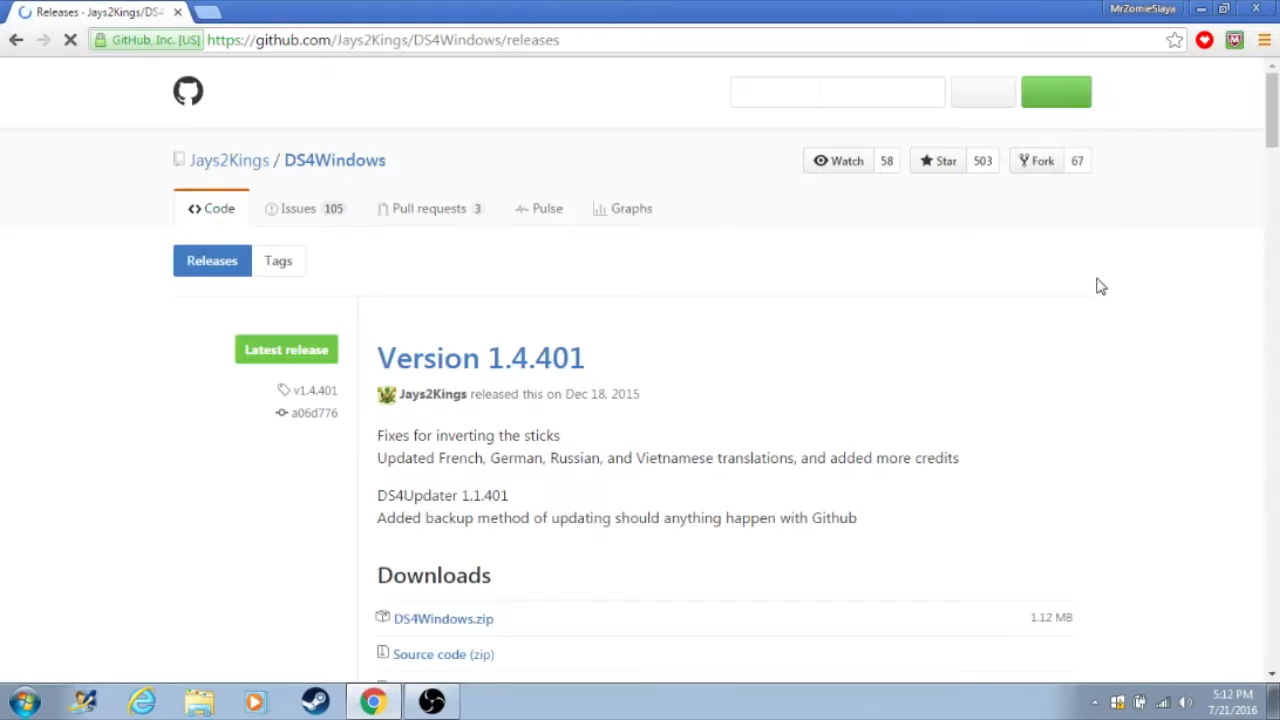 Releases - Jays2Kings/DS4
MrZomieSlaya
GitHub, Inc. [US] https://github.com/Jays2Kings/DS4Windows/releases
Jays2Kings / DS4Windows
Watch 58 Star 503 Fork 67
Code Issues 105 Pull requests 3 Pulse Graphs
Releases Tags
Latest release
v1.4.401
a06d776
Version 1.4.401
Jays2Kings released this on Dec 18, 2015
Fixes for inverting the sticks
Updated French, German, Russian, and Vietnamese translations, and added more credits
DS4Updater 1.1.401
Added backup method of updating should anything happen with Github
Downloads
DS4Windows.zip 1.12 MB
Source code (zip)
5:12 PM
7/21/2016